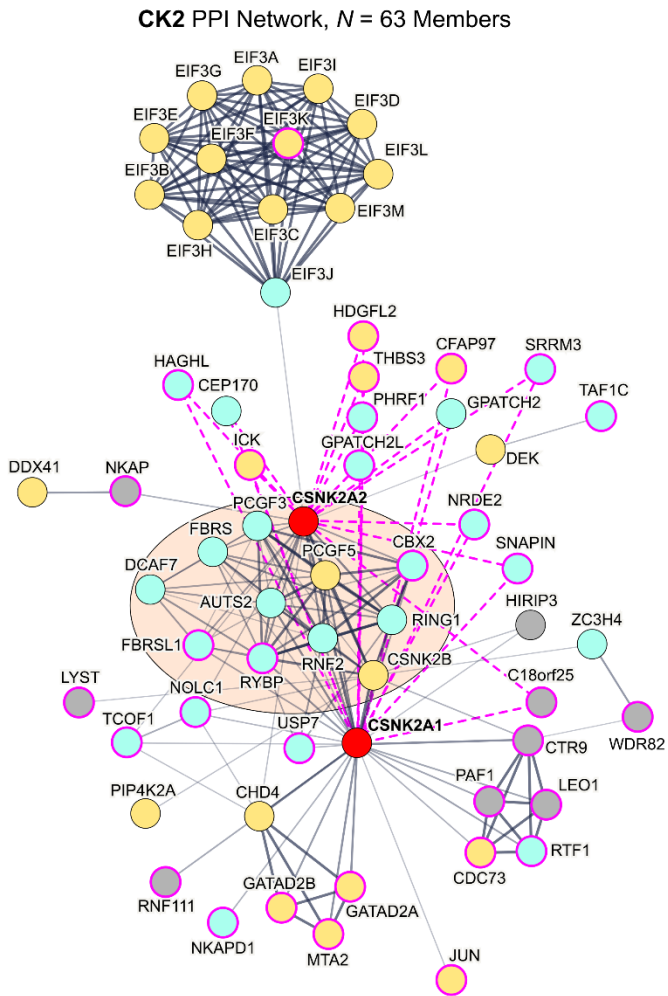 CK2 PPI Network, N = 63 Members
EIF3A
EIF3G
EIF3I
EIF3E
EIF3K
EIF3D
EIF3F
EIF3L
EIF3B
EIF3C
EIF3M
EIF3H
EIF3J
HDGFL2
HAGHL
THBS3
CFAP97
SRRM3
CEP170
PHRF1
GPATCH2
TAF1C
ICK
GPATCH2L
DEK
DDX41
NKAP
CSNK2A2
PCGF3
NRDE2
FBRS
PCGF5
CBX2
SNAPIN
DCAF7
AUTS2
RING1
HIRIP3
ZC3H4
FBRSL1
RYBP
RNF2
CSNK2B
LYST
NOLC1
C18orf25
TCOF1
USP7
CSNK2A1
CTR9
WDR82
PIP4K2A
CHD4
PAF1
LEO1
RTF1
CDC73
RNF111
GATAD2B
GATAD2A
NKAPD1
MTA2
JUN